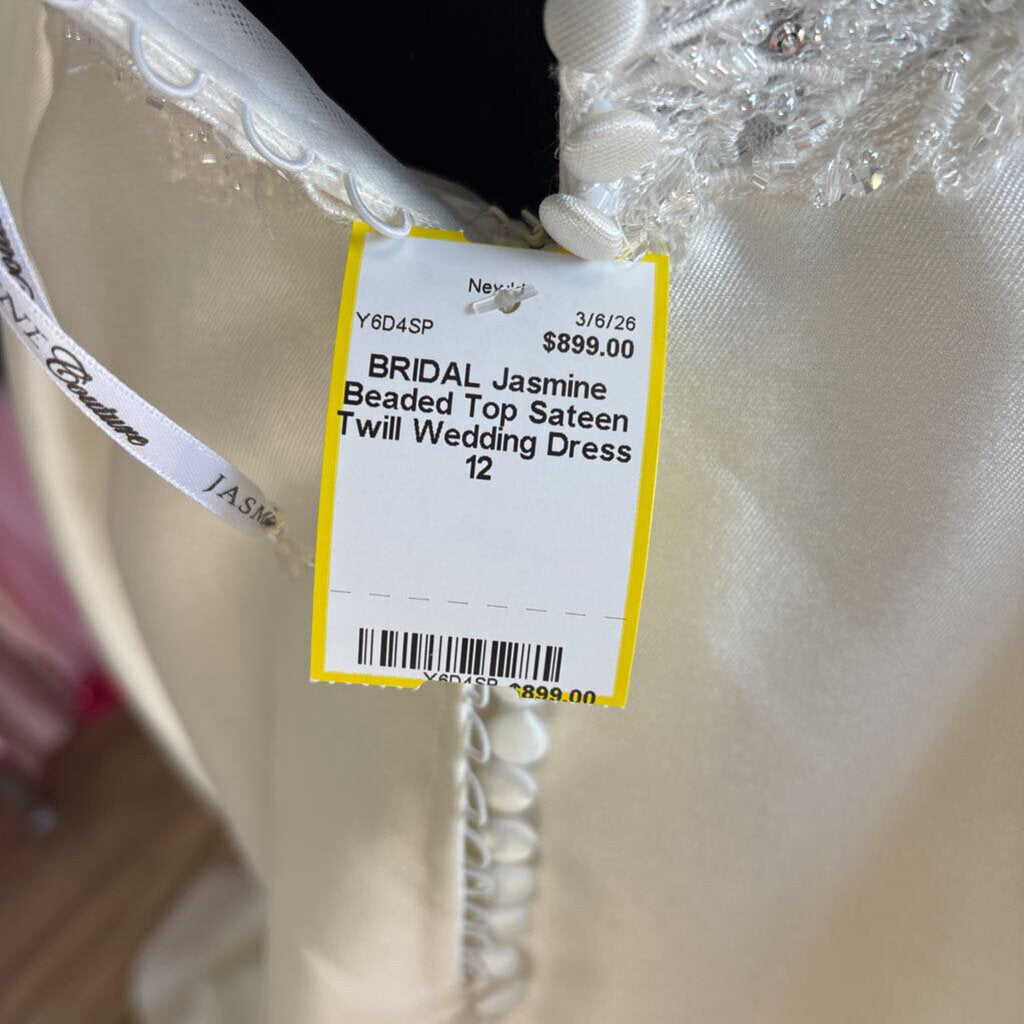 Y6D4SP
3/6/26
$899.00
BRIDAL Jasmine
Beaded Top Sateen
Twill Wedding Dress
12
Y6D4SP $899.00
Couture
JASM